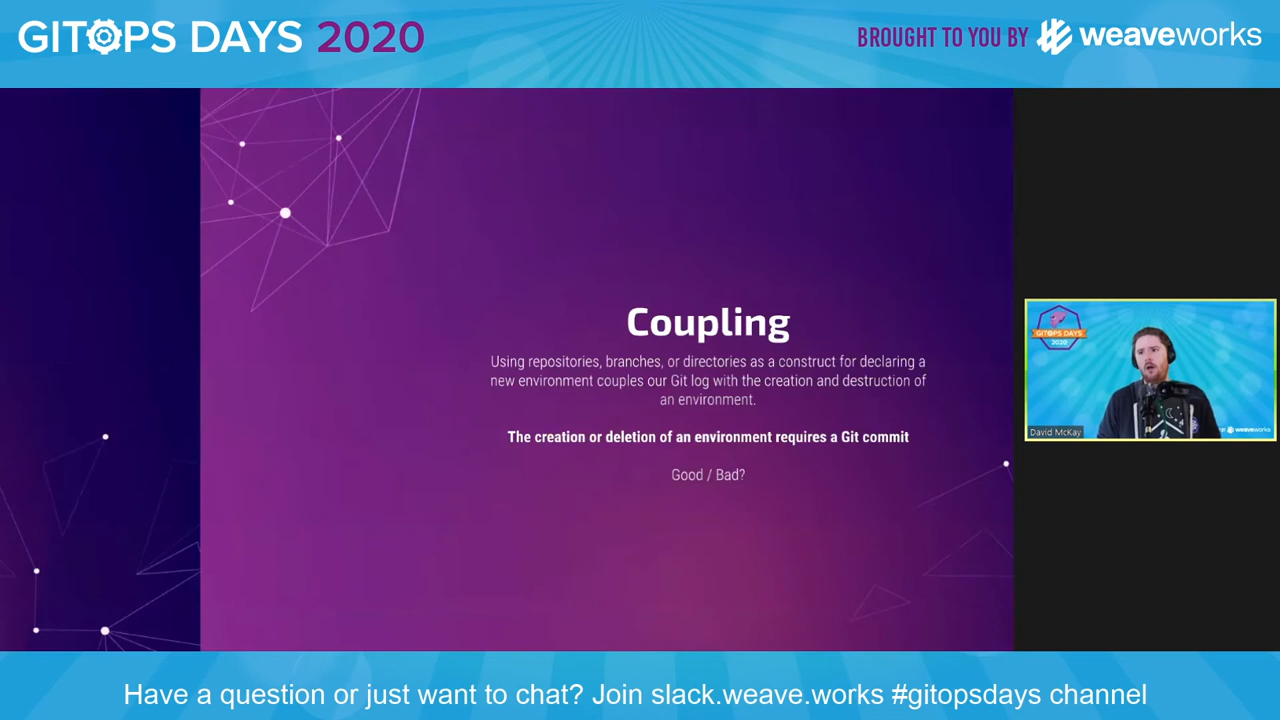 GITOPS DAYS 2020
BROUGHT TO YOU BY weaveworks
Coupling
Using repositories, branches, or directories as a construct for declaring a
new environment couples our Git log with the creation and destruction of
an environment.
The creation or deletion of an environment requires a Git commit
Good / Bad?
GITOPS DAYS
2020
David McKay
weaveworks
Have a question or just want to chat? Join slack.weave.works #gitopsdays channel